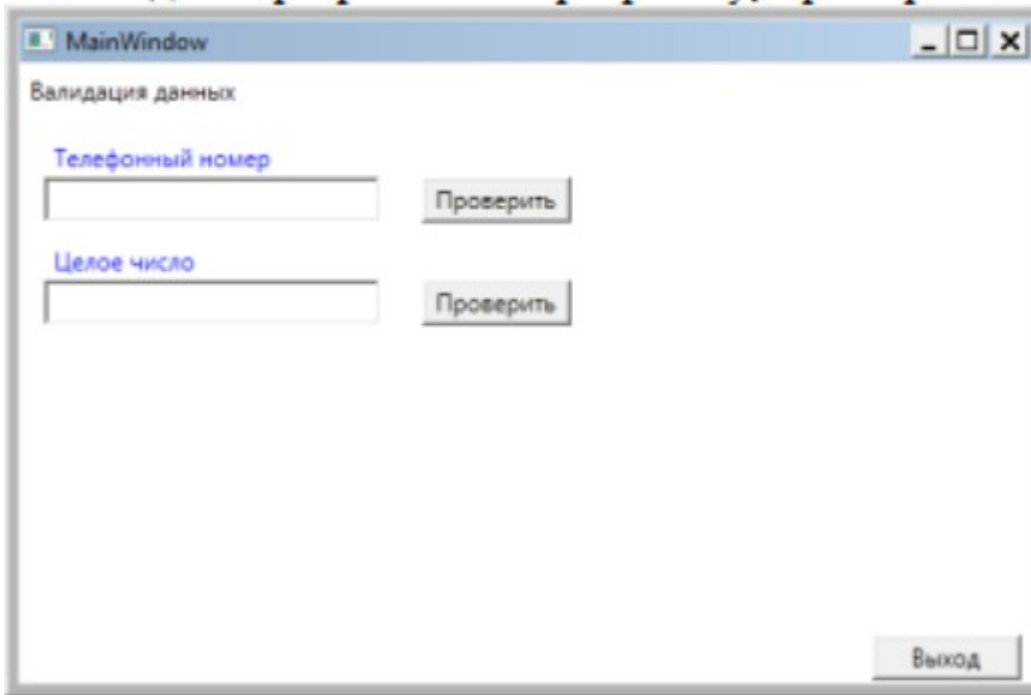 MainWindow
Валидация данных
Телефонный номер
Проверить
Целое число
Проверить
Выход